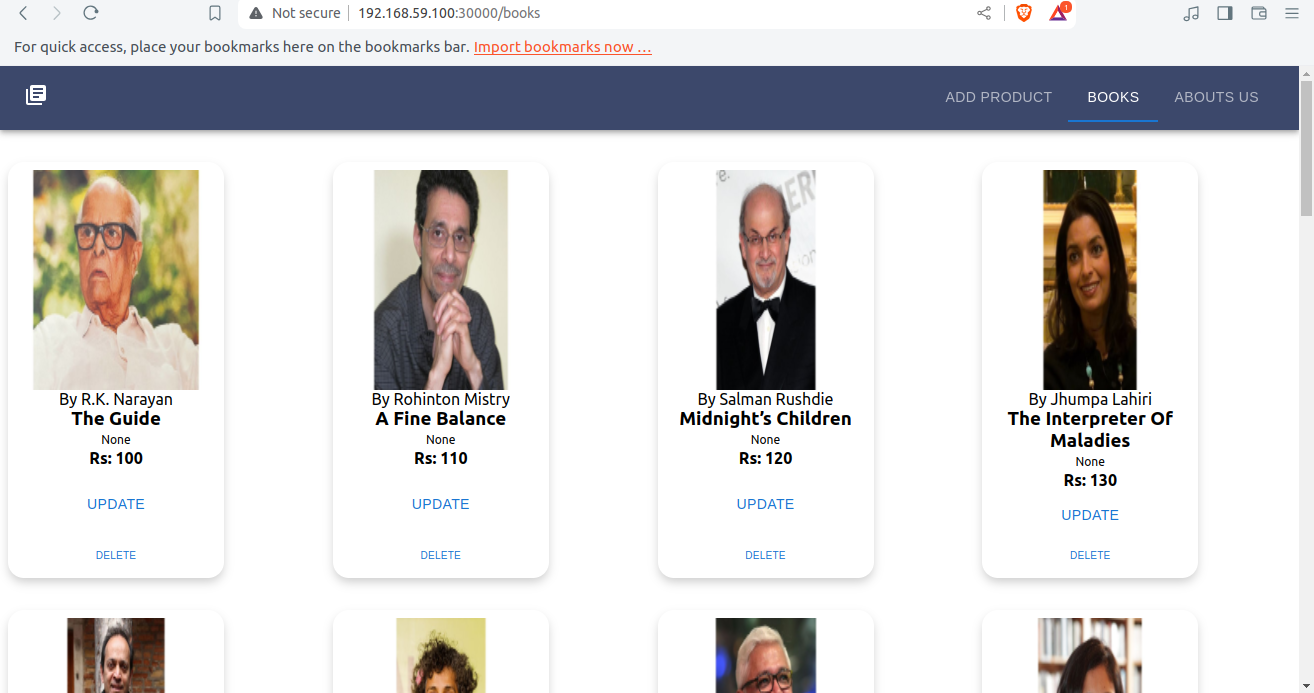 Not secure 192.168.59.100:30000/books 1
For quick access, place your bookmarks here on the bookmarks bar. Import bookmarks now ...
ADD PRODUCT BOOKS ABOUTS US
By R.K. Narayan
The Guide
None
Rs: 100
UPDATE
DELETE
By Rohinton Mistry
A Fine Balance
None
Rs: 110
UPDATE
DELETE
By Salman Rushdie
Midnight’s Children
None
Rs: 120
UPDATE
DELETE
By Jhumpa Lahiri
The Interpreter Of
Maladies
None
Rs: 130
UPDATE
DELETE